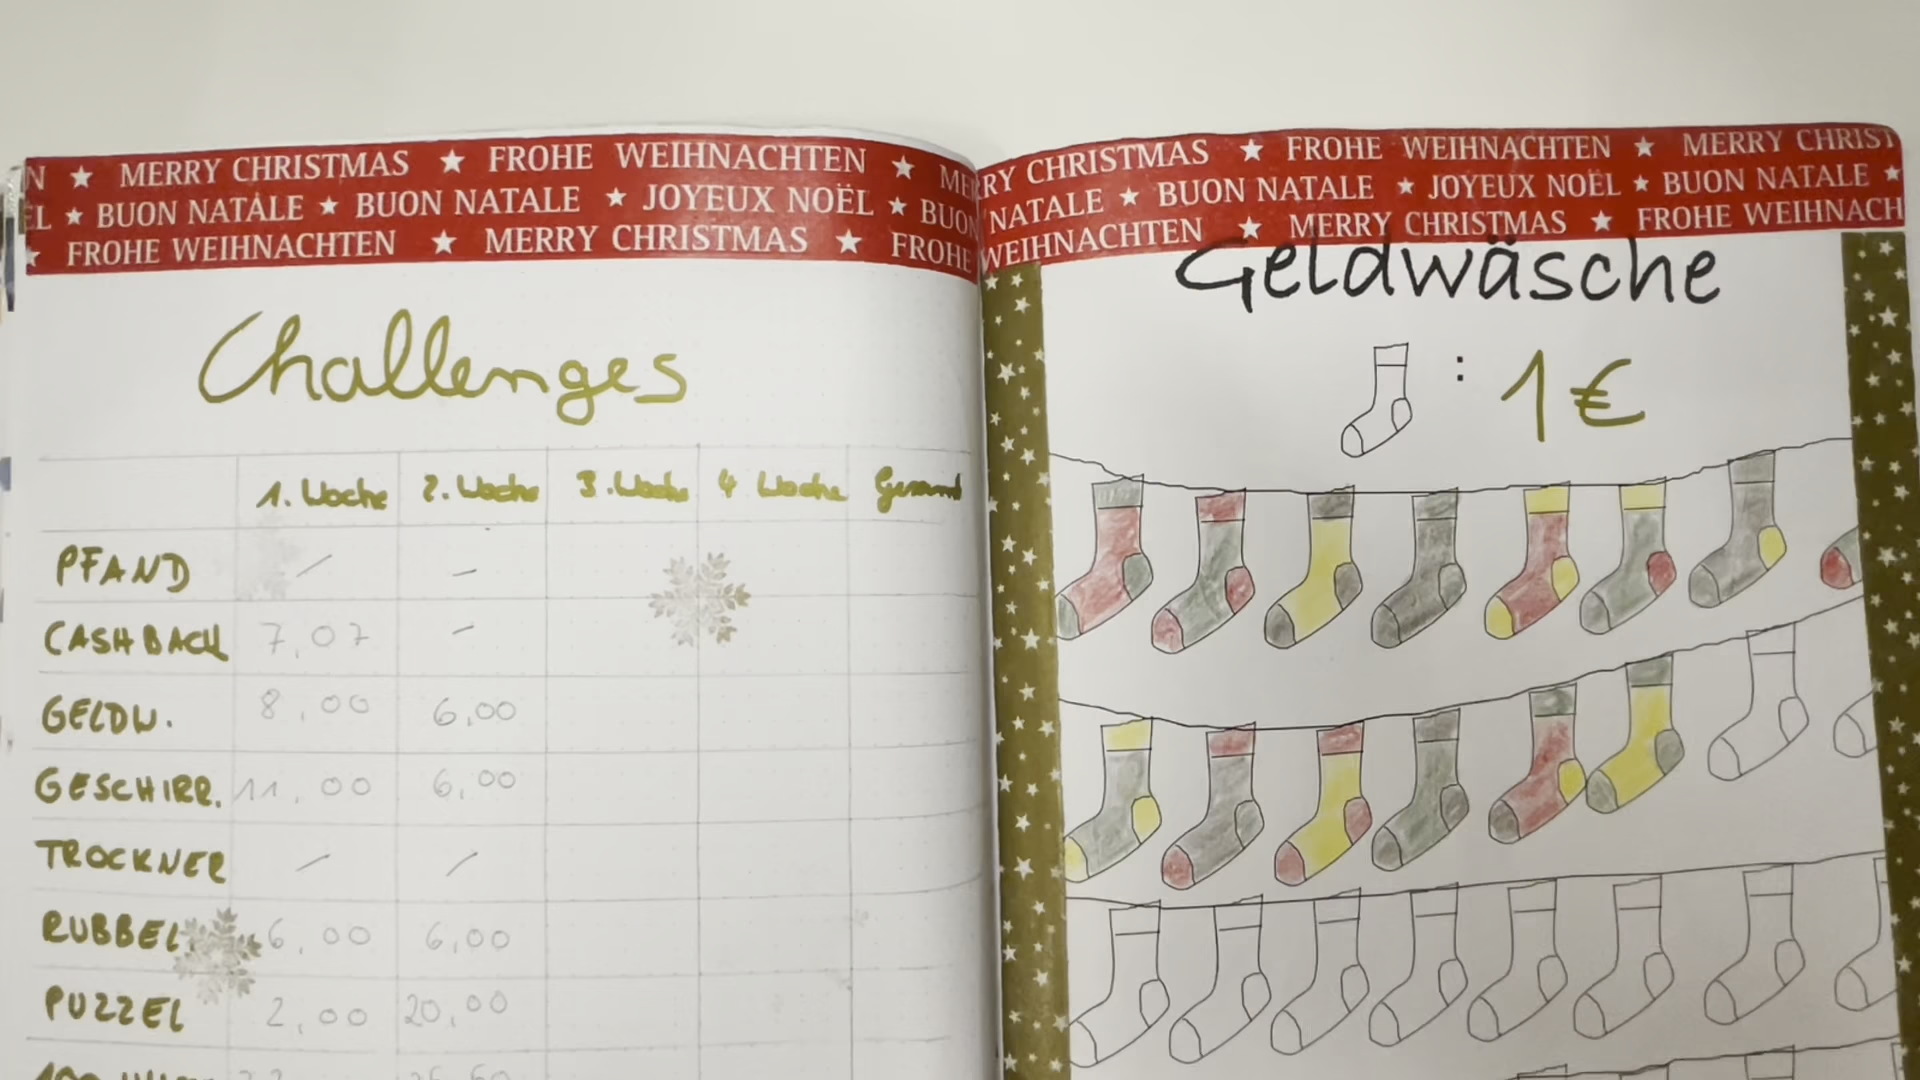 N ★ MERRY CHRISTMAS ★ FROHE WEIHNACHTEN ★ ME
EL ★ BUON NATALE ★ BUON NATALE ★ JOYEUX NOËL ★ BUON
★ FROHE WEIHNACHTEN ★ MERRY CHRISTMAS ★ FROHE
Challenges
1. Woche 2. Woche 3. Woche 4 Woche Gesamt
PFAND / –
CASHBACK 7,07 –
GELDW. 8,00 6,00
GESCHIRR. 11,00 6,00
TROCKNER / /
RUBBEL 6,00 6,00
PUZZEL 2,00 20,00
RY CHRISTMAS ★ FROHE WEIHNACHTEN ★ MERRY CHRIST
NATALE ★ BUON NATALE ★ JOYEUX NOËL ★ BUON NATALE ★
WEIHNACHTEN ★ MERRY CHRISTMAS ★ FROHE WEIHNACH
Geldwäsche
: 1€